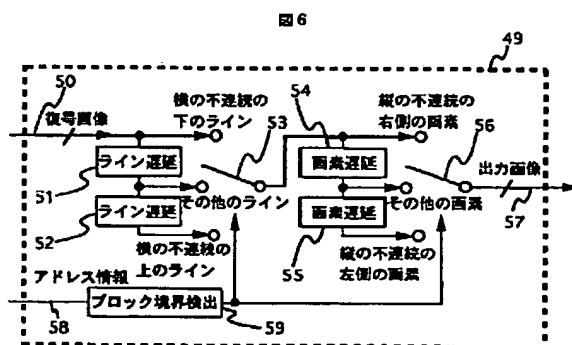 図6
49
50
復号画像
横の不連続の
下のライン
53
54
縦の不連続の
右側の画素
56
ライン遅延
51
その他のライン
画素遅延
その他の画素
出力画像
57
ライン遅延
52
横の不連続の
上のライン
画素遅延
55
縦の不連続の
左側の画素
アドレス情報
58
ブロック境界検出
59